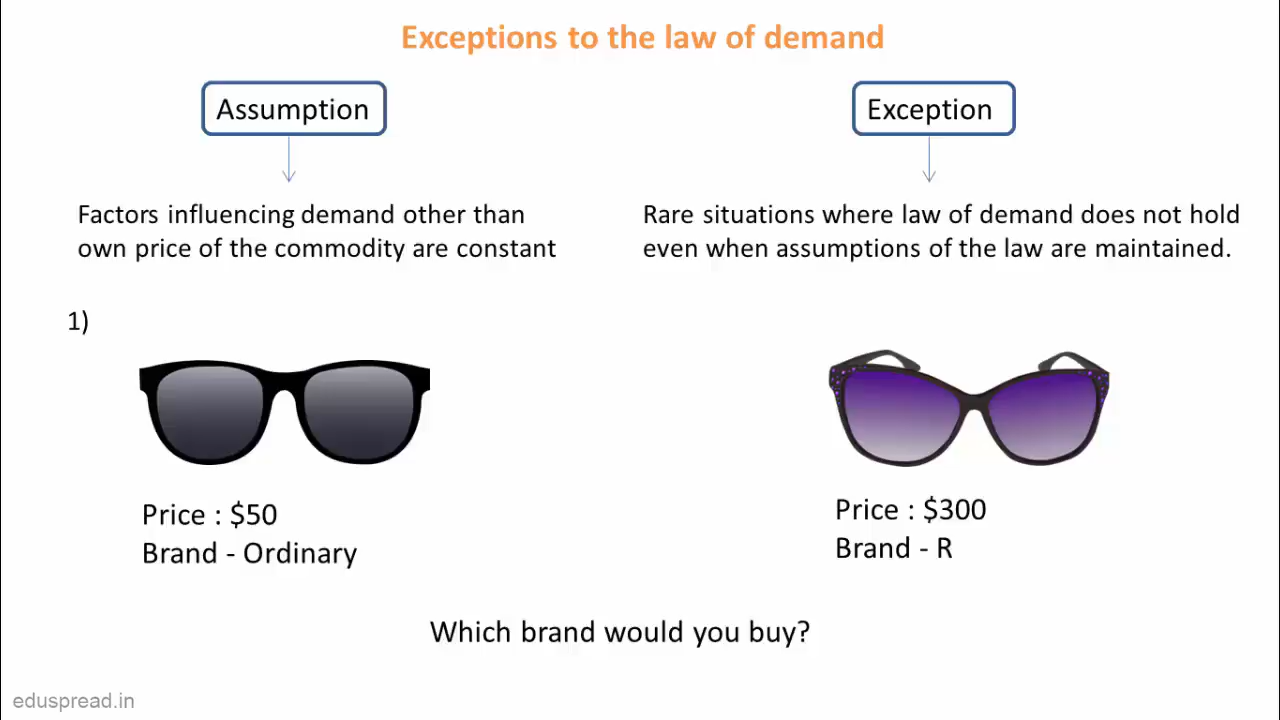 Exceptions to the law of demand
Assumption
Exception
Factors influencing demand other than
own price of the commodity are constant
Rare situations where law of demand does not hold
even when assumptions of the law are maintained.
1)
Price : $50
Brand - Ordinary
Price : $300
Brand - R
Which brand would you buy?
eduspread.in